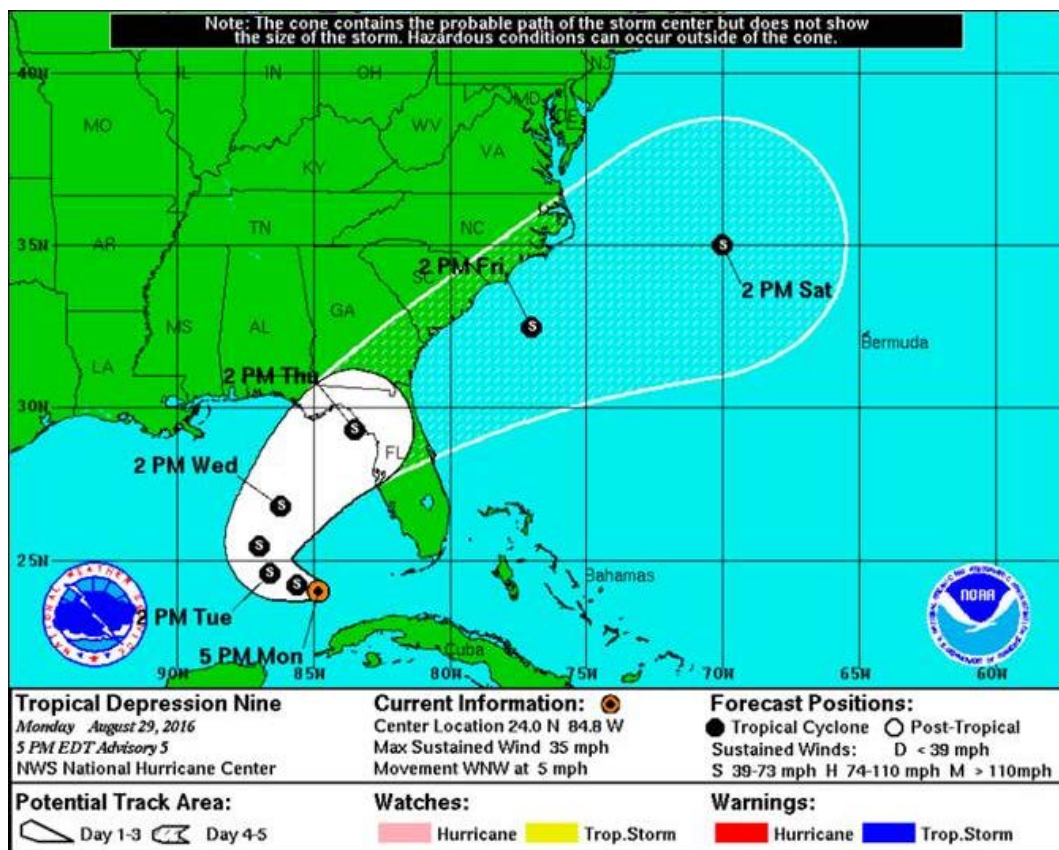 Note: The cone contains the probable path of the storm center but does not show
the size of the storm. Hazardous conditions can occur outside of the cone.
40N
IL
IN
OH
NJ
MO
WV
MD
DE
KY
VA
TN
NC
AR
35N
SC
2 PM Fri
S
2 PM Sat
MS
AL
GA
S
Bermuda
LA
2 PM Thu
30N
S
FL
2 PM Wed
S
S
25N
S
S
Bahamas
NOAA
2 PM Tue
5 PM Mon
Cuba
90W
85W
80W
75W
70W
65W
Tropical Depression Nine
Monday August 29, 2016
5 PM EDT Advisory 5
NWS National Hurricane Center
Current Information:
Center Location 24.0 N 84.8 W
Max Sustained Wind 35 mph
Movement WNW at 5 mph
Forecast Positions:
Tropical Cyclone Post-Tropical
Sustained Winds: D < 39 mph
S 39-73 mph H 74-110 mph M > 110mph
Potential Track Area:
Day 1-3 Day 4-5
Watches:
Hurricane Trop.Storm
Warnings:
Hurricane Trop.Storm